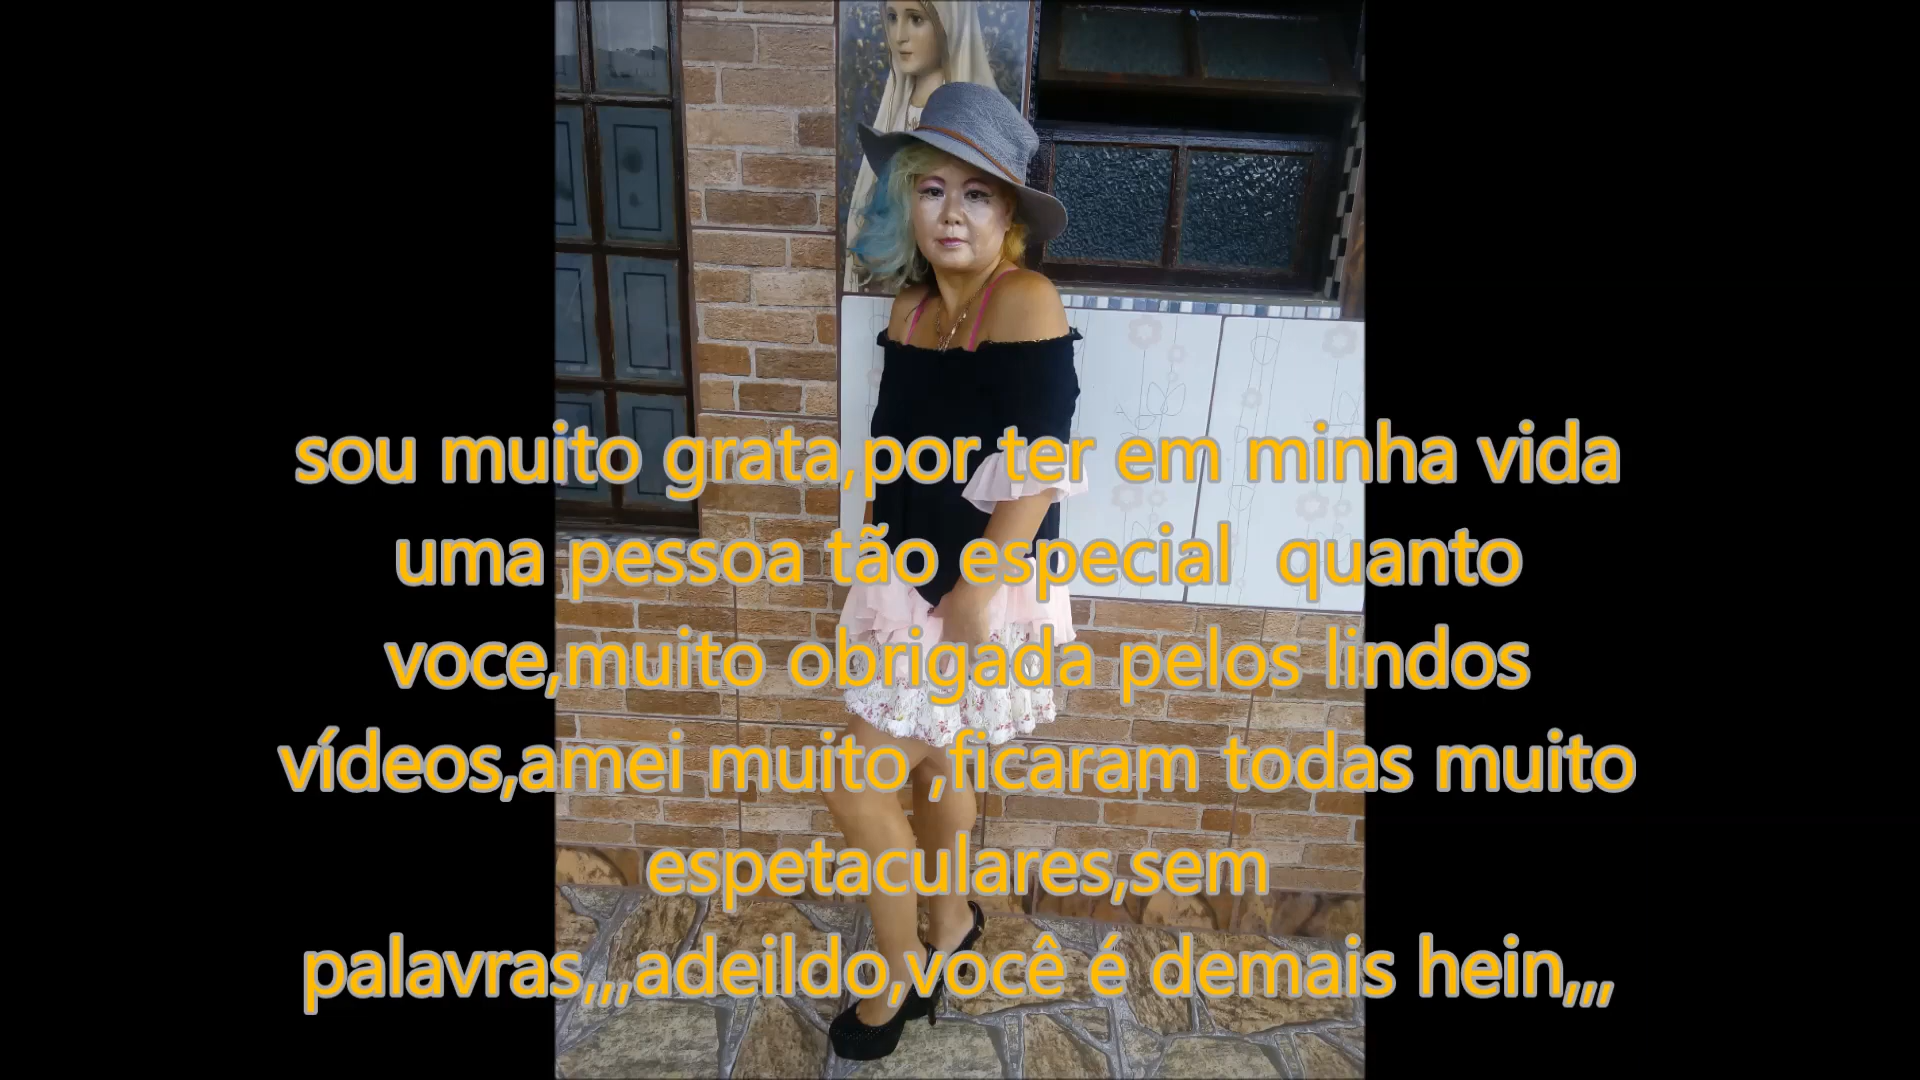 sou muito grata,por ter em minha vida
uma pessoa tão especial  quanto
voce,muito obrigada pelos lindos
vídeos,amei muito ,ficaram todas muito
espetaculares,sem
palavras,,,adeildo,você é demais hein,,,